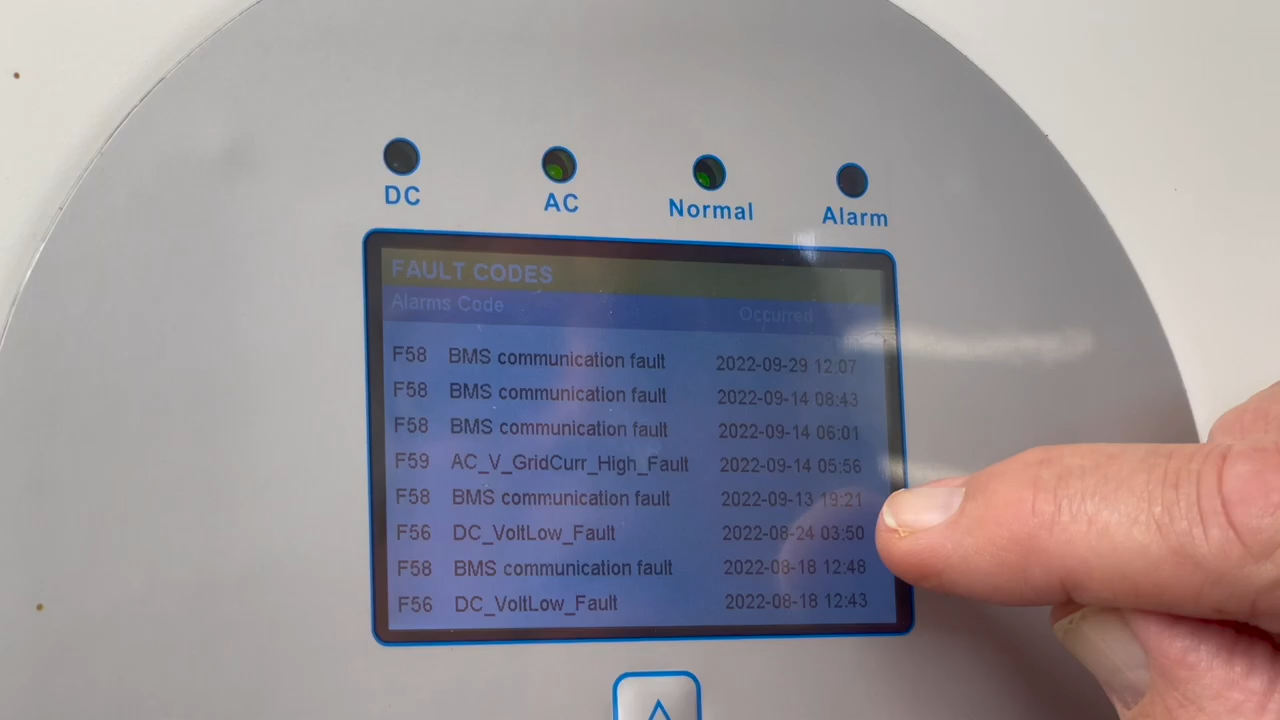 DC AC Normal Alarm
FAULT CODES
Alarms Code Occurred
F58 BMS communication fault 2022-09-29 12:07
F58 BMS communication fault 2022-09-14 08:43
F58 BMS communication fault 2022-09-14 06:01
F59 AC_V_GridCurr_High_Fault 2022-09-14 05:56
F58 BMS communication fault 2022-09-13 19:21
F56 DC_VoltLow_Fault 2022-08-24 03:50
F58 BMS communication fault 2022-08-18 12:48
F56 DC_VoltLow_Fault 2022-08-18 12:43